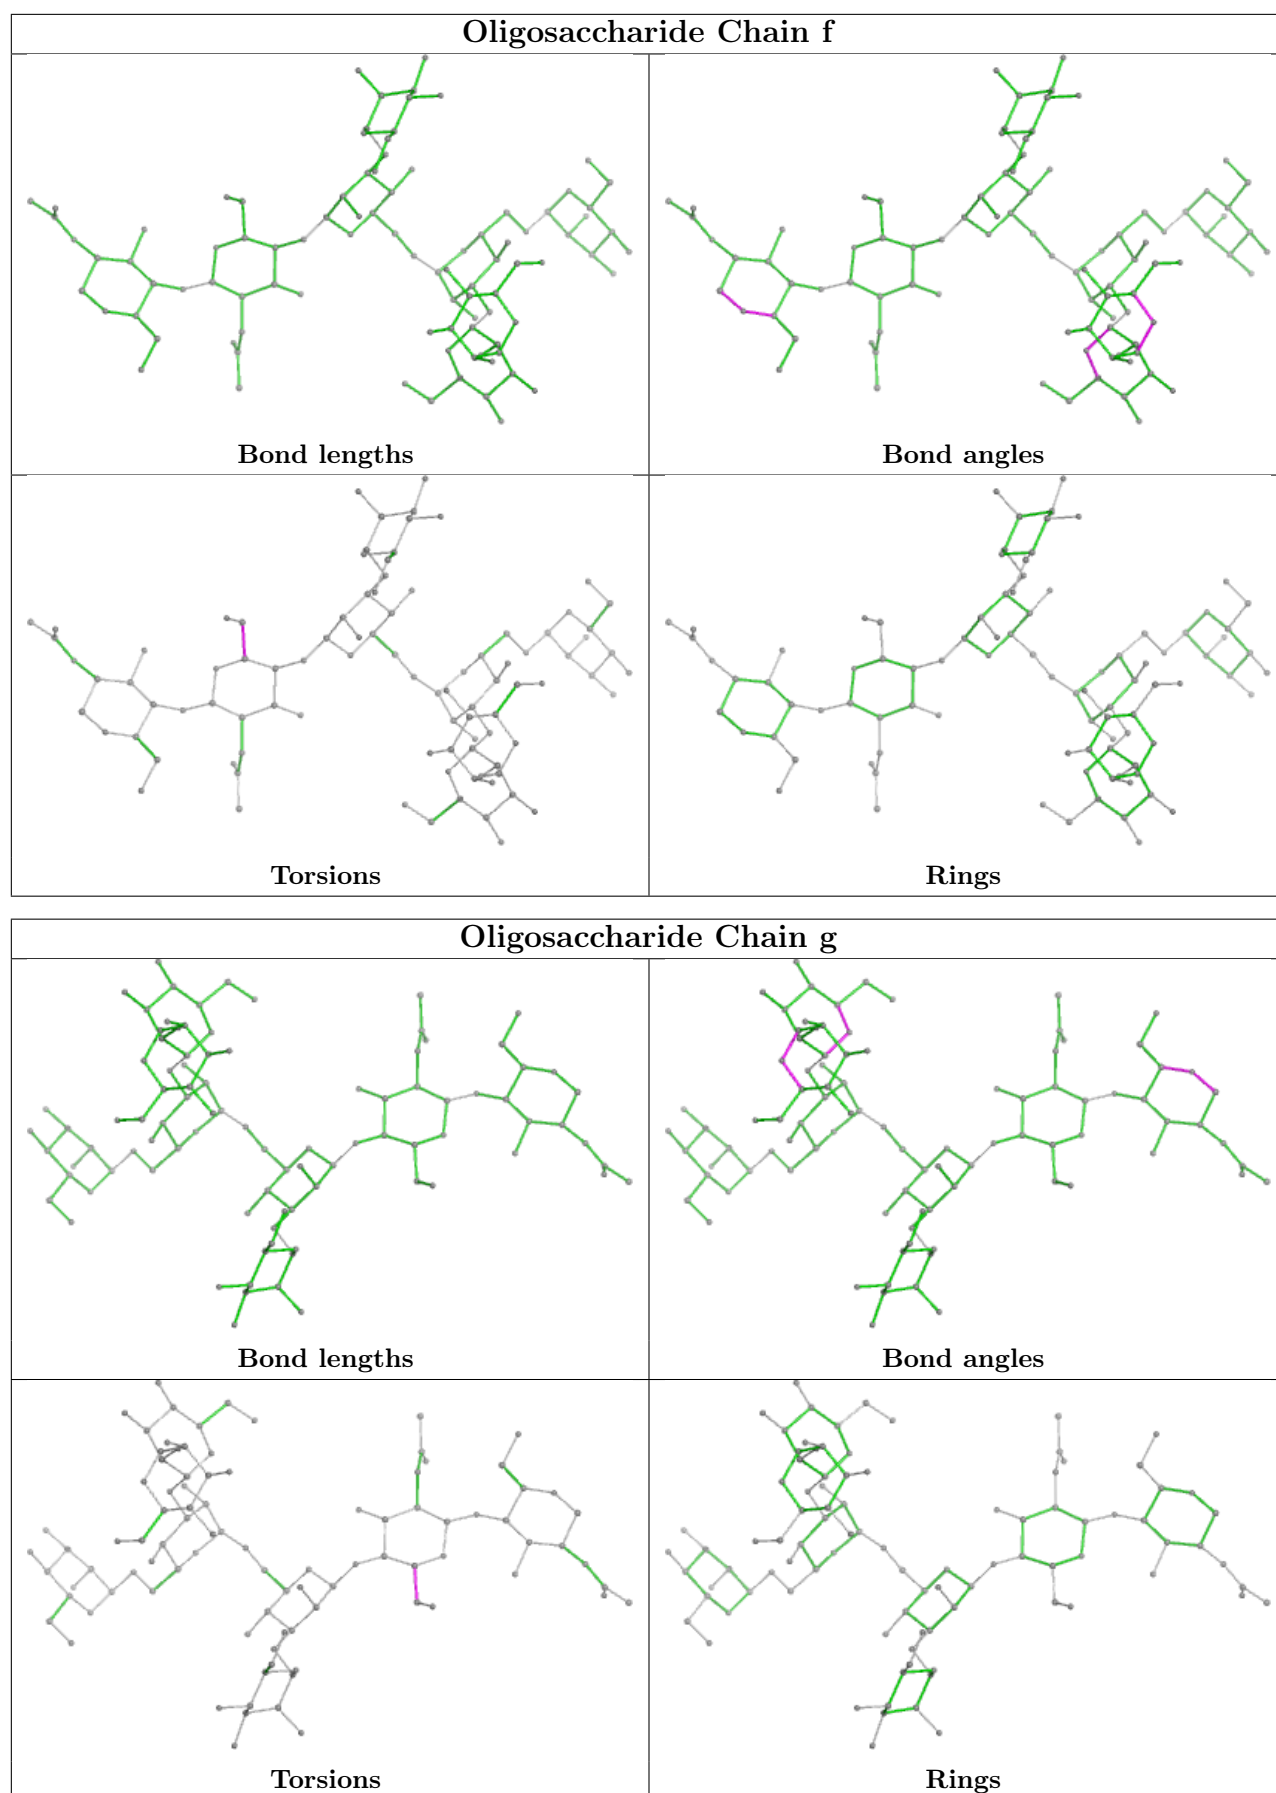 Oligosaccharide Chain f
Bond lengths
Bond angles
Torsions
Rings
Oligosaccharide Chain g
Bond lengths
Bond angles
Torsions
Rings